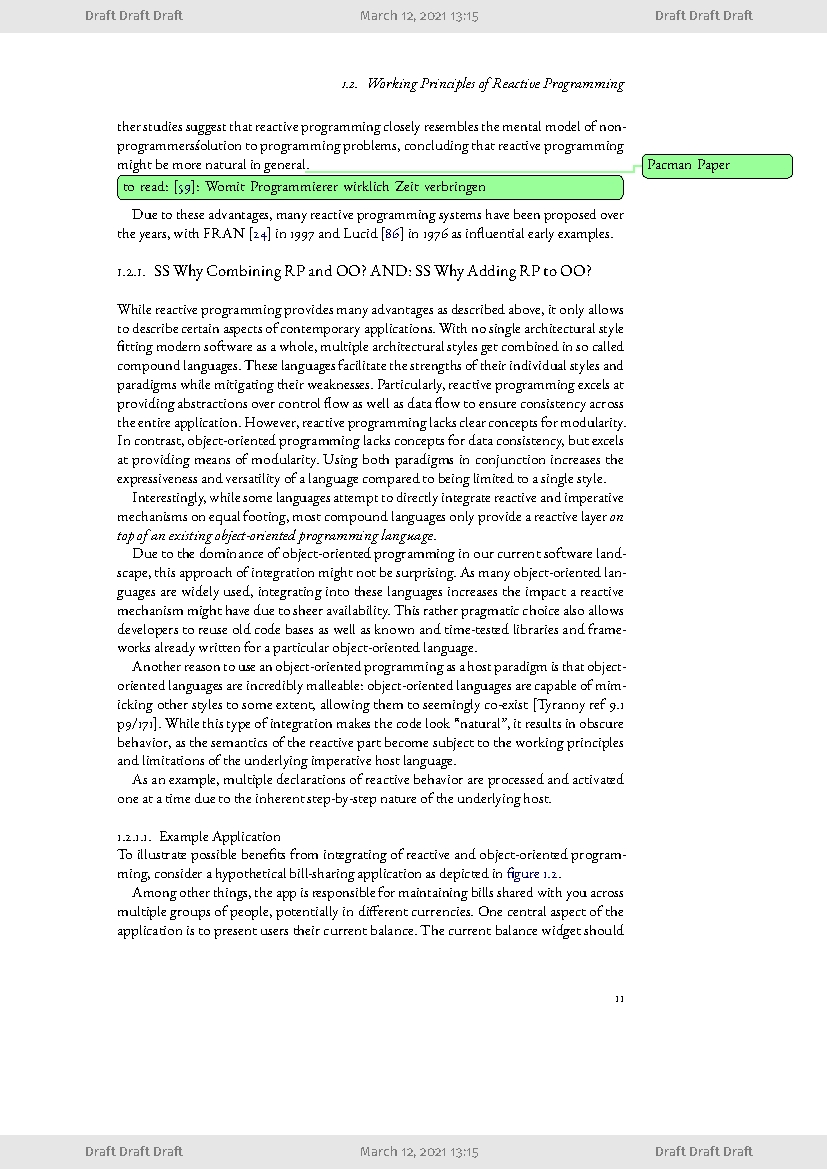 Draft Draft Draft March 12, 2021 13:15 Draft Draft Draft
1.2. Working Principles of Reactive Programming
ther studies suggest that reactive programming closely resembles the mental model of non-
programmersśolution to programming problems, concluding that reactive programming
might be more natural in general.
Pacman Paper
to read: [59]: Womit Programmierer wirklich Zeit verbringen
Due to these advantages, many reactive programming systems have been proposed over
the years, with FRAN [24] in 1997 and Lucid [86] in 1976 as influential early examples.
1.2.1. SS Why Combining RP and OO? AND: SS Why Adding RP to OO?
While reactive programming provides many advantages as described above, it only allows
to describe certain aspects of contemporary applications. With no single architectural style
fitting modern software as a whole, multiple architectural styles get combined in so called
compound languages. These languages facilitate the strengths of their individual styles and
paradigms while mitigating their weaknesses. Particularly, reactive programming excels at
providing abstractions over control flow as well as data flow to ensure consistency across
the entire application. However, reactive programming lacks clear concepts for modularity.
In contrast, object-oriented programming lacks concepts for data consistency, but excels
at providing means of modularity. Using both paradigms in conjunction increases the
expressiveness and versatility of a language compared to being limited to a single style.
Interestingly, while some languages attempt to directly integrate reactive and imperative
mechanisms on equal footing, most compound languages only provide a reactive layer on
top of an existing object-oriented programming language.
Due to the dominance of object-oriented programming in our current software land-
scape, this approach of integration might not be surprising. As many object-oriented lan-
guages are widely used, integrating into these languages increases the impact a reactive
mechanism might have due to sheer availability. This rather pragmatic choice also allows
developers to reuse old code bases as well as known and time-tested libraries and frame-
works already written for a particular object-oriented language.
Another reason to use an object-oriented programming as a host paradigm is that object-
oriented languages are incredibly malleable: object-oriented languages are capable of mim-
icking other styles to some extent, allowing them to seemingly co-exist [Tyranny ref 9.1
p9/171]. While this type of integration makes the code look “natural”, it results in obscure
behavior, as the semantics of the reactive part become subject to the working principles
and limitations of the underlying imperative host language.
As an example, multiple declarations of reactive behavior are processed and activated
one at a time due to the inherent step-by-step nature of the underlying host.
1.2.1.1. Example Application
To illustrate possible benefits from integrating of reactive and object-oriented program-
ming, consider a hypothetical bill-sharing application as depicted in figure 1.2.
Among other things, the app is responsible for maintaining bills shared with you across
multiple groups of people, potentially in different currencies. One central aspect of the
application is to present users their current balance. The current balance widget should
11
Draft Draft Draft March 12, 2021 13:15 Draft Draft Draft